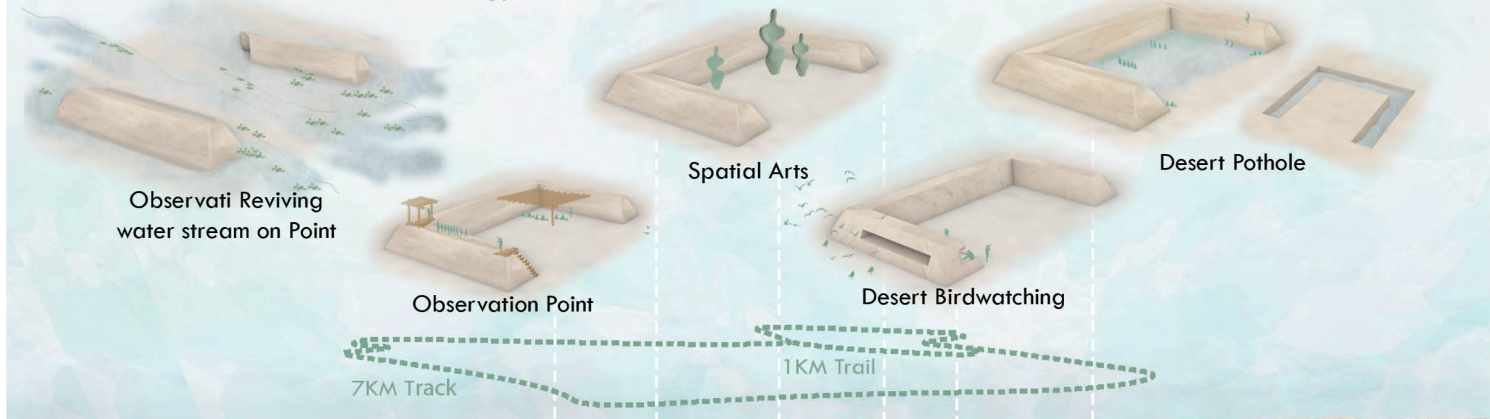 Spatial Arts
Desert Pothole
Observati Reviving
water stream on Point
Observation Point
Desert Birdwatching
1KM Trail
7KM Track